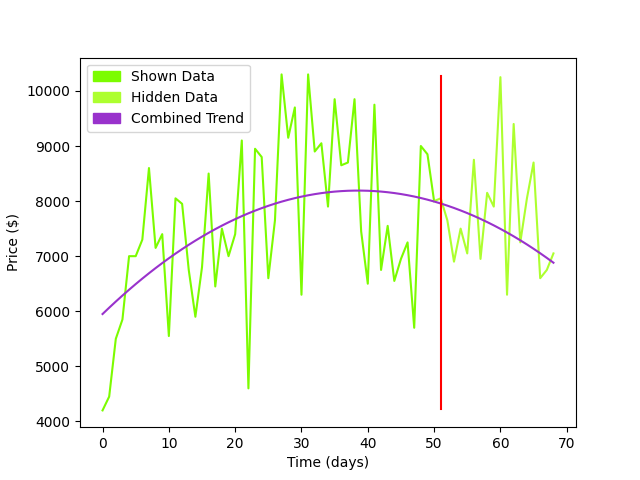 Shown Data
Hidden Data
Combined Trend
10000
9000
8000
7000
6000
5000
4000
Price ($)
0 10 20 30 40 50 60 70
Time (days)